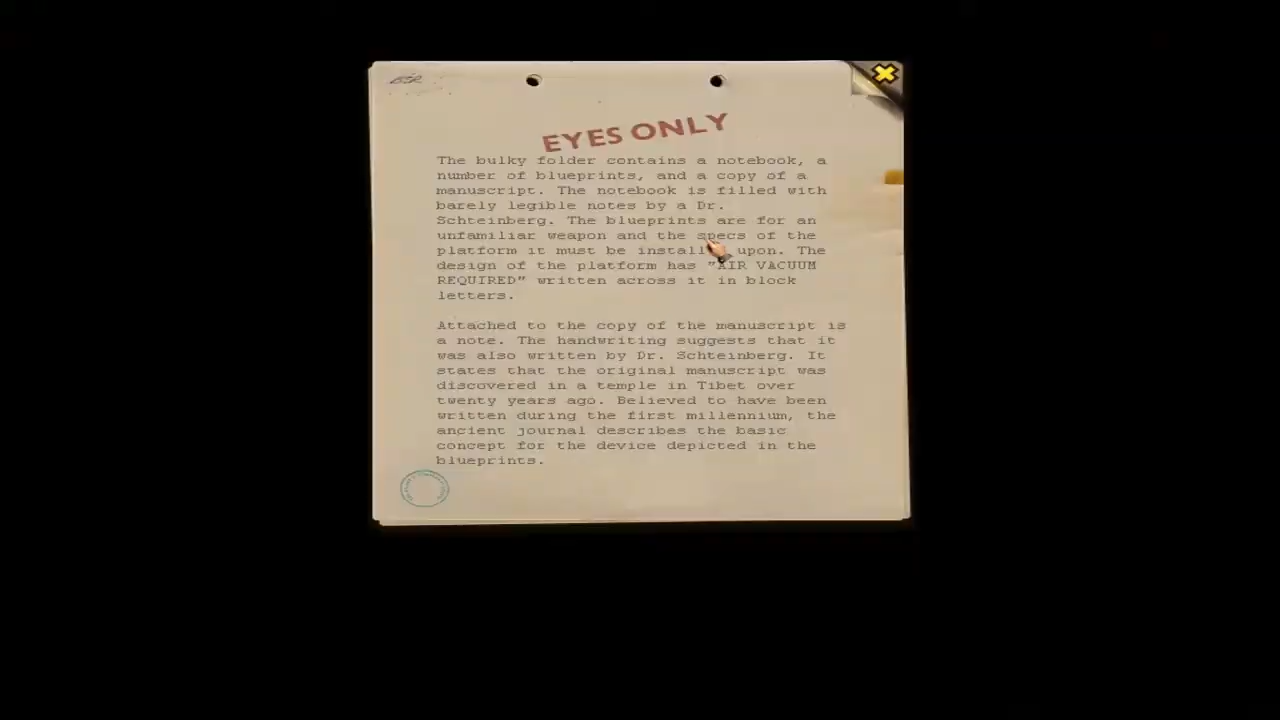 EYES ONLY
The bulky folder contains a notebook, a
number of blueprints, and a copy of a
manuscript. The notebook is filled with
barely legible notes by a Dr.
Schteinberg. The blueprints are for an
unfamiliar weapon and the specs of the
platform it must be installed upon. The
design of the platform has "AIR VACUUM
REQUIRED" written across it in block
letters.
Attached to the copy of the manuscript is
a note. The handwriting suggests that it
was also written by Dr. Schteinberg. It
states that the original manuscript was
discovered in a temple in Tibet over
twenty years ago. Believed to have been
written during the first millennium, the
ancient journal describes the basic
concept for the device depicted in the
blueprints.